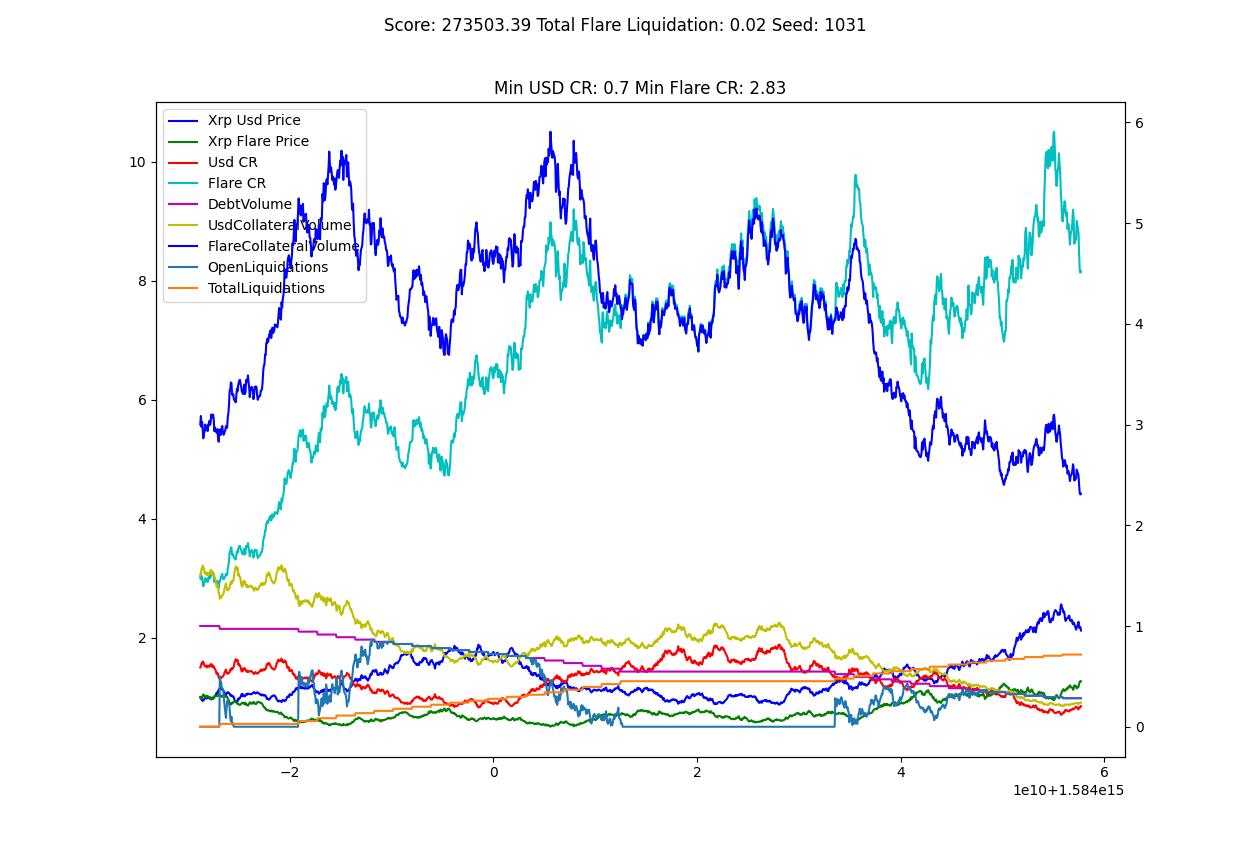 Score: 273503.39 Total Flare Liquidation: 0.02 Seed: 1031
Min USD CR: 0.7 Min Flare CR: 2.83
Xrp Usd Price
Xrp Flare Price
Usd CR
Flare CR
DebtVolume
UsdCollateralVolume
FlareCollateralVolume
OpenLiquidations
TotalLiquidations
10
8
6
4
2
6
5
4
3
2
1
0
−2
0
2
4
6
1e10+1.584e15